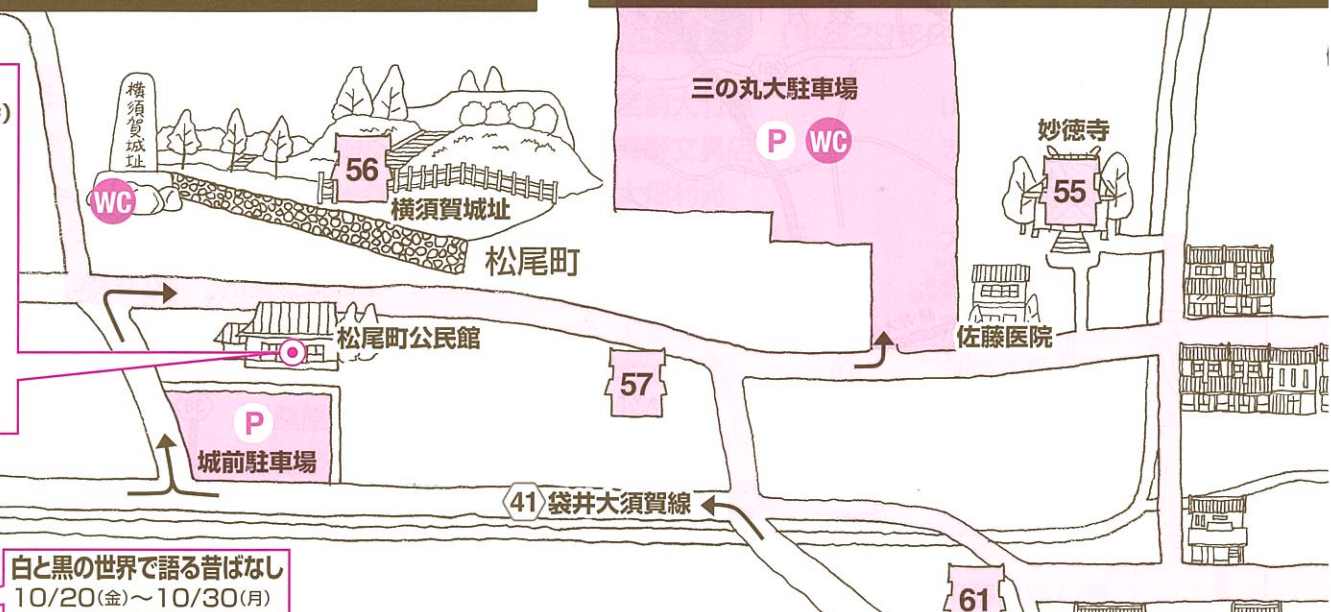 横須賀城址
WC
56
横須賀城址
松尾町
三の丸大駐車場
P WC
妙徳寺
55
松尾町公民館
佐藤医院
57
P
城前駐車場
41 袋井大須賀線
白と黒の世界で語る昔ばなし
10/20(金)～10/30(月)
61